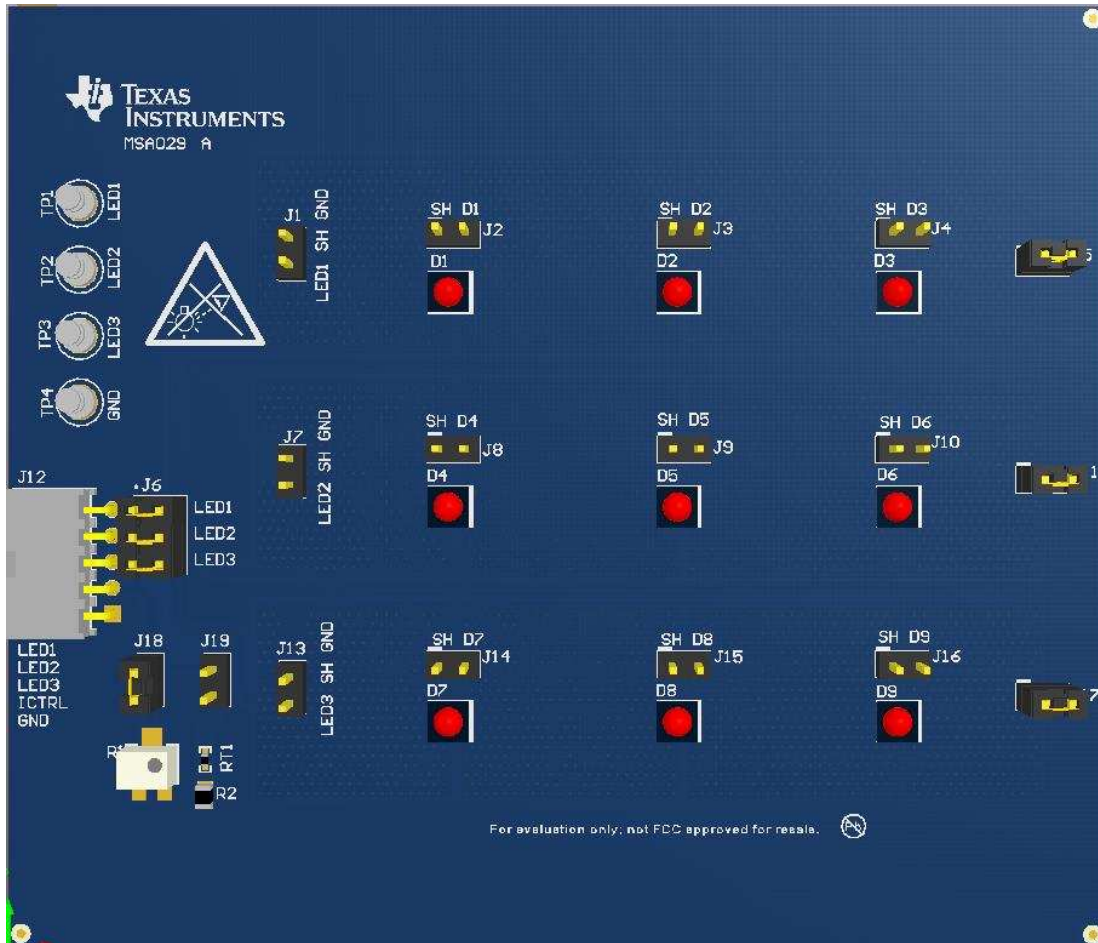 TEXAS
INSTRUMENTS
MSA029 A
TP1
LED1
TP2
LED2
TP3
LED3
TP4
GND
J1
LED1 SH GND
SH D1
J2
D1
SH D2
J3
D2
SH D3
J4
D3
5
J7
LED2 SH GND
SH D4
J8
D4
SH D5
J9
D5
SH D6
J10
D6
1
J12
J6
LED1
LED2
LED3
LED1
LED2
LED3
ICTRL
GND
J18
J19
J13
LED3 SH GND
SH D7
J14
D7
SH D8
J15
D8
SH D9
J16
D9
7
RT1
R2
For evaluation only; not FCC approved for resale.
Pb